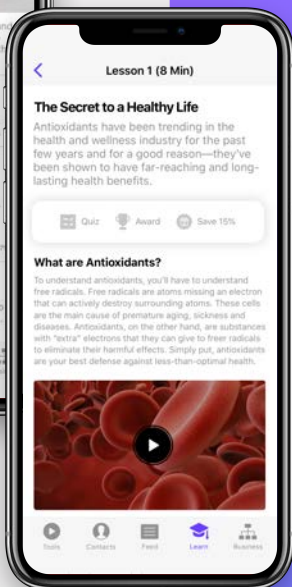 Lesson 1 (8 Min)
The Secret to a Healthy Life
Antioxidants have been trending in the
health and wellness industry for the past
few years and for a good reason—they've
been shown to have far-reaching and long-
lasting health benefits.
Quiz
Award
Save 15%
What are Antioxidants?
To understand antioxidants, you'll have to understand
free radicals. Free radicals are atoms missing an electron
that can actively destroy surrounding atoms. These cells
are the main cause of premature aging, sickness and
diseases. Antioxidants, on the other hand, are substances
with "extra" electrons that they can give to freer radicals
to eliminate their harmful effects. Simply put, antioxidants
are your best defense against less-than-optimal health.
Tools
Contacts
Feed
Learn
Business